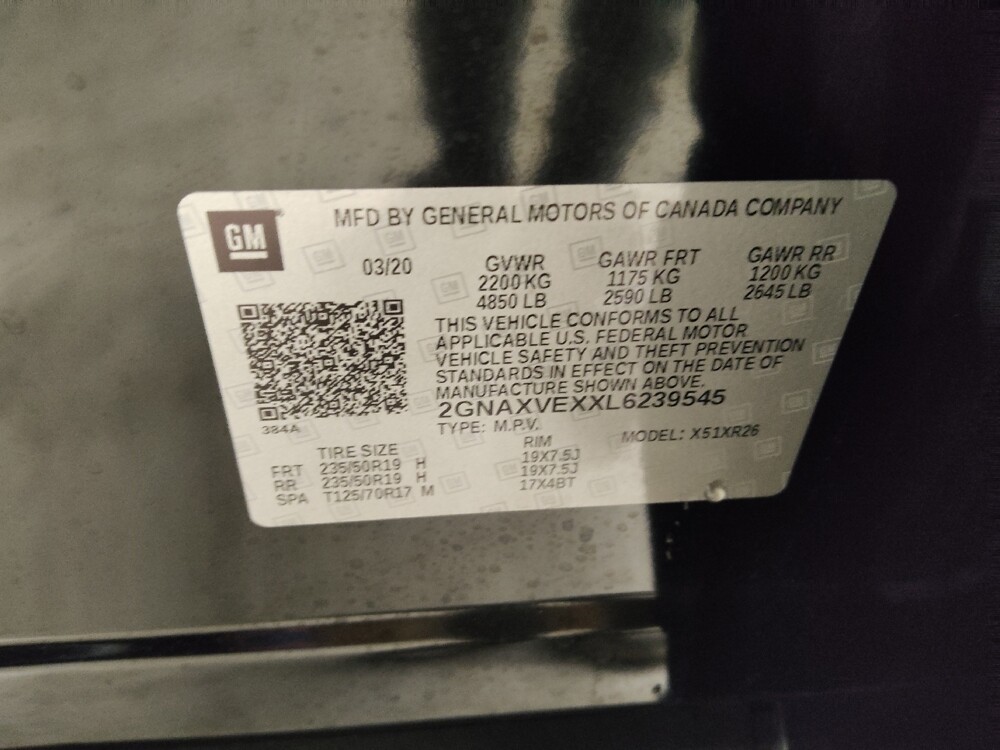 GM
MFD BY GENERAL MOTORS OF CANADA COMPANY
03/20
GVWR
2200 KG
4850 LB
GAWR FRT
1175 KG
2590 LB
GAWR RR
1200 KG
2645 LB
THIS VEHICLE CONFORMS TO ALL
APPLICABLE U.S. FEDERAL MOTOR
VEHICLE SAFETY AND THEFT PREVENTION
STANDARDS IN EFFECT ON THE DATE OF
MANUFACTURE SHOWN ABOVE.
2GNAXVEXXL6239545
384A
TYPE: M.P.V.
MODEL: X51XR26
TIRE SIZE
RIM
FRT 235/50R19 H 19X7.5J
RR 235/50R19 H 19X7.5J
SPA T125/70R17 M 17X4BT